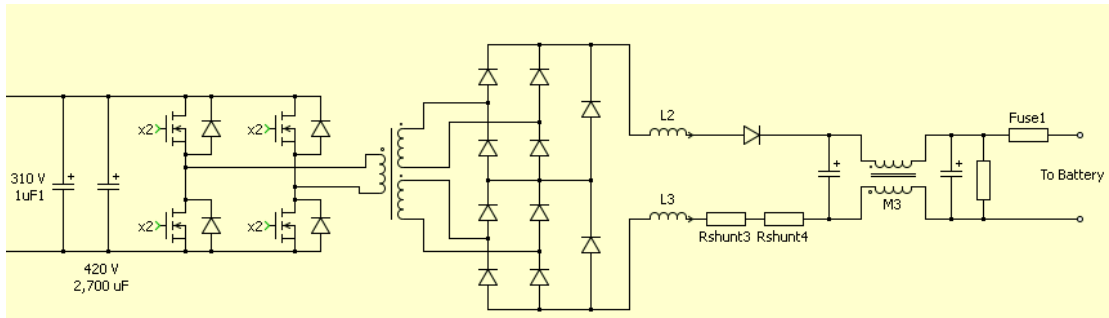 x2
x2
310 V
1uF1
x2
x2
420 V
2,700 uF
L2
L3
Rshunt3 Rshunt4
M3
Fuse1
To Battery